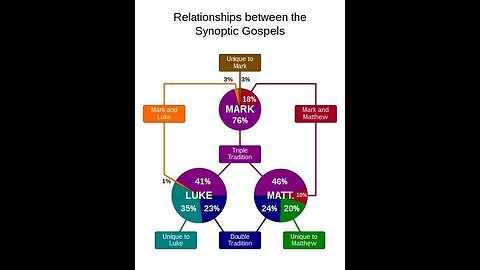 Relationships between the
Synoptic Gospels
Unique to
Mark
3%
3%
18%
MARK
76%
Mark and
Luke
Mark and
Matthew
Triple
Tradition
1%
41%
LUKE
35%
23%
46%
MATT.
10%
24%
20%
Unique to
Luke
Double
Tradition
Unique to
Matthew